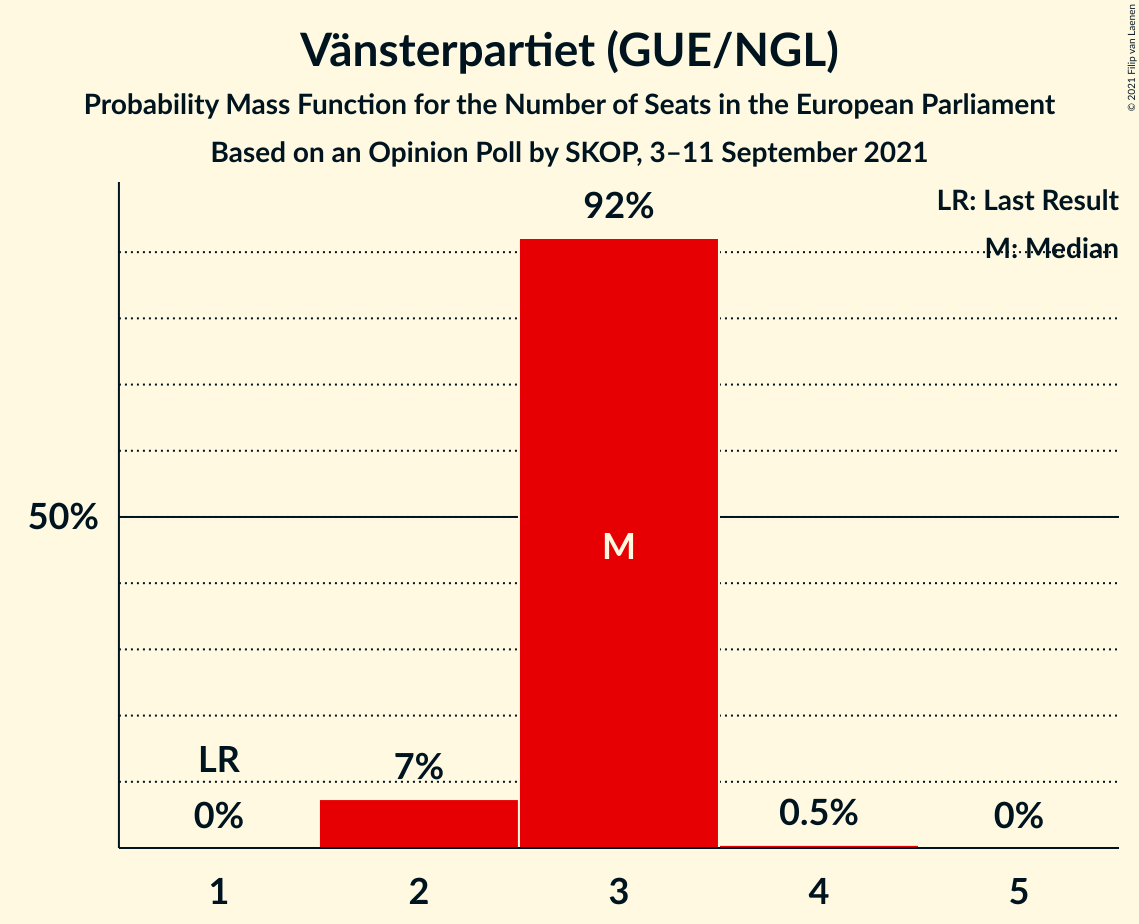 Vänsterpartiet (GUE/NGL)
Probability Mass Function for the Number of Seats in the European Parliament
Based on an Opinion Poll by SKOP, 3–11 September 2021
© 2021 Filip van Laenen
LR: Last Result
M: Median
92%
50%
M
LR
0%
7%
0.5%
0%
1 2 3 4 5